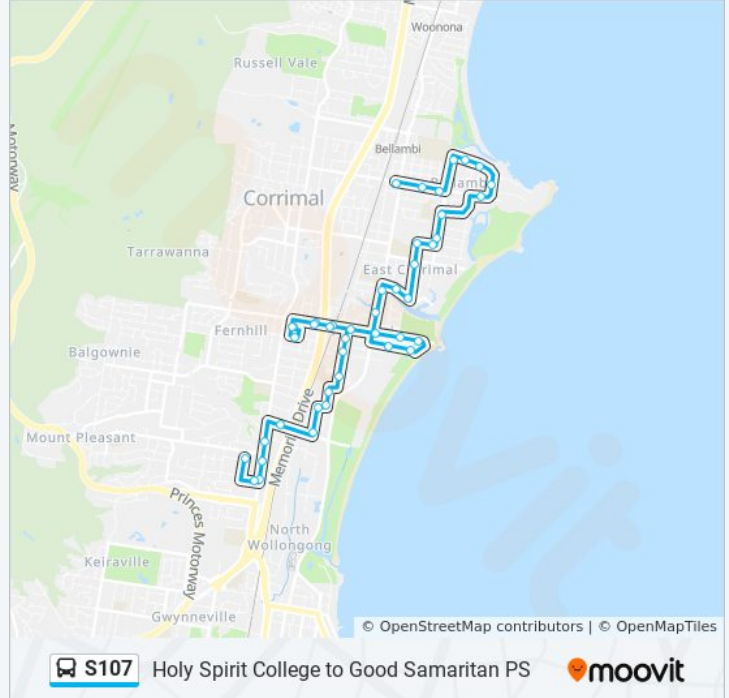 Woonona
Russell Vale
Motorway
Bellambi
Corrimal
Tarrawanna
East Corrimal
Fernhill
Balgownie
Memorial Drive
Mount Pleasant
Princes Motorway
North
Wollongong
Keiraville
Gwynneville
© OpenStreetMap contributors | © OpenMapTiles
S107 Holy Spirit College to Good Samaritan PS moovit